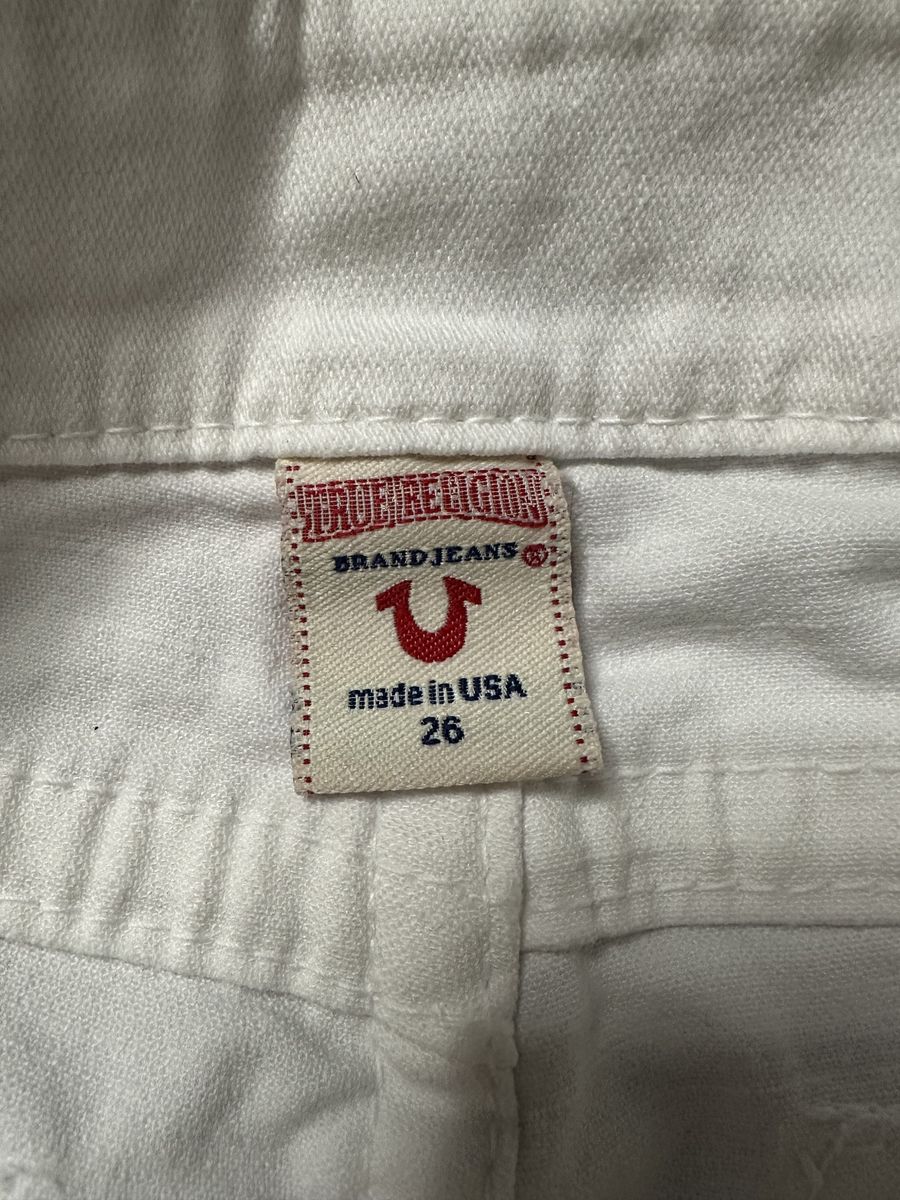 TRUE RELIGION
BRAND JEANS ®
made in USA
26